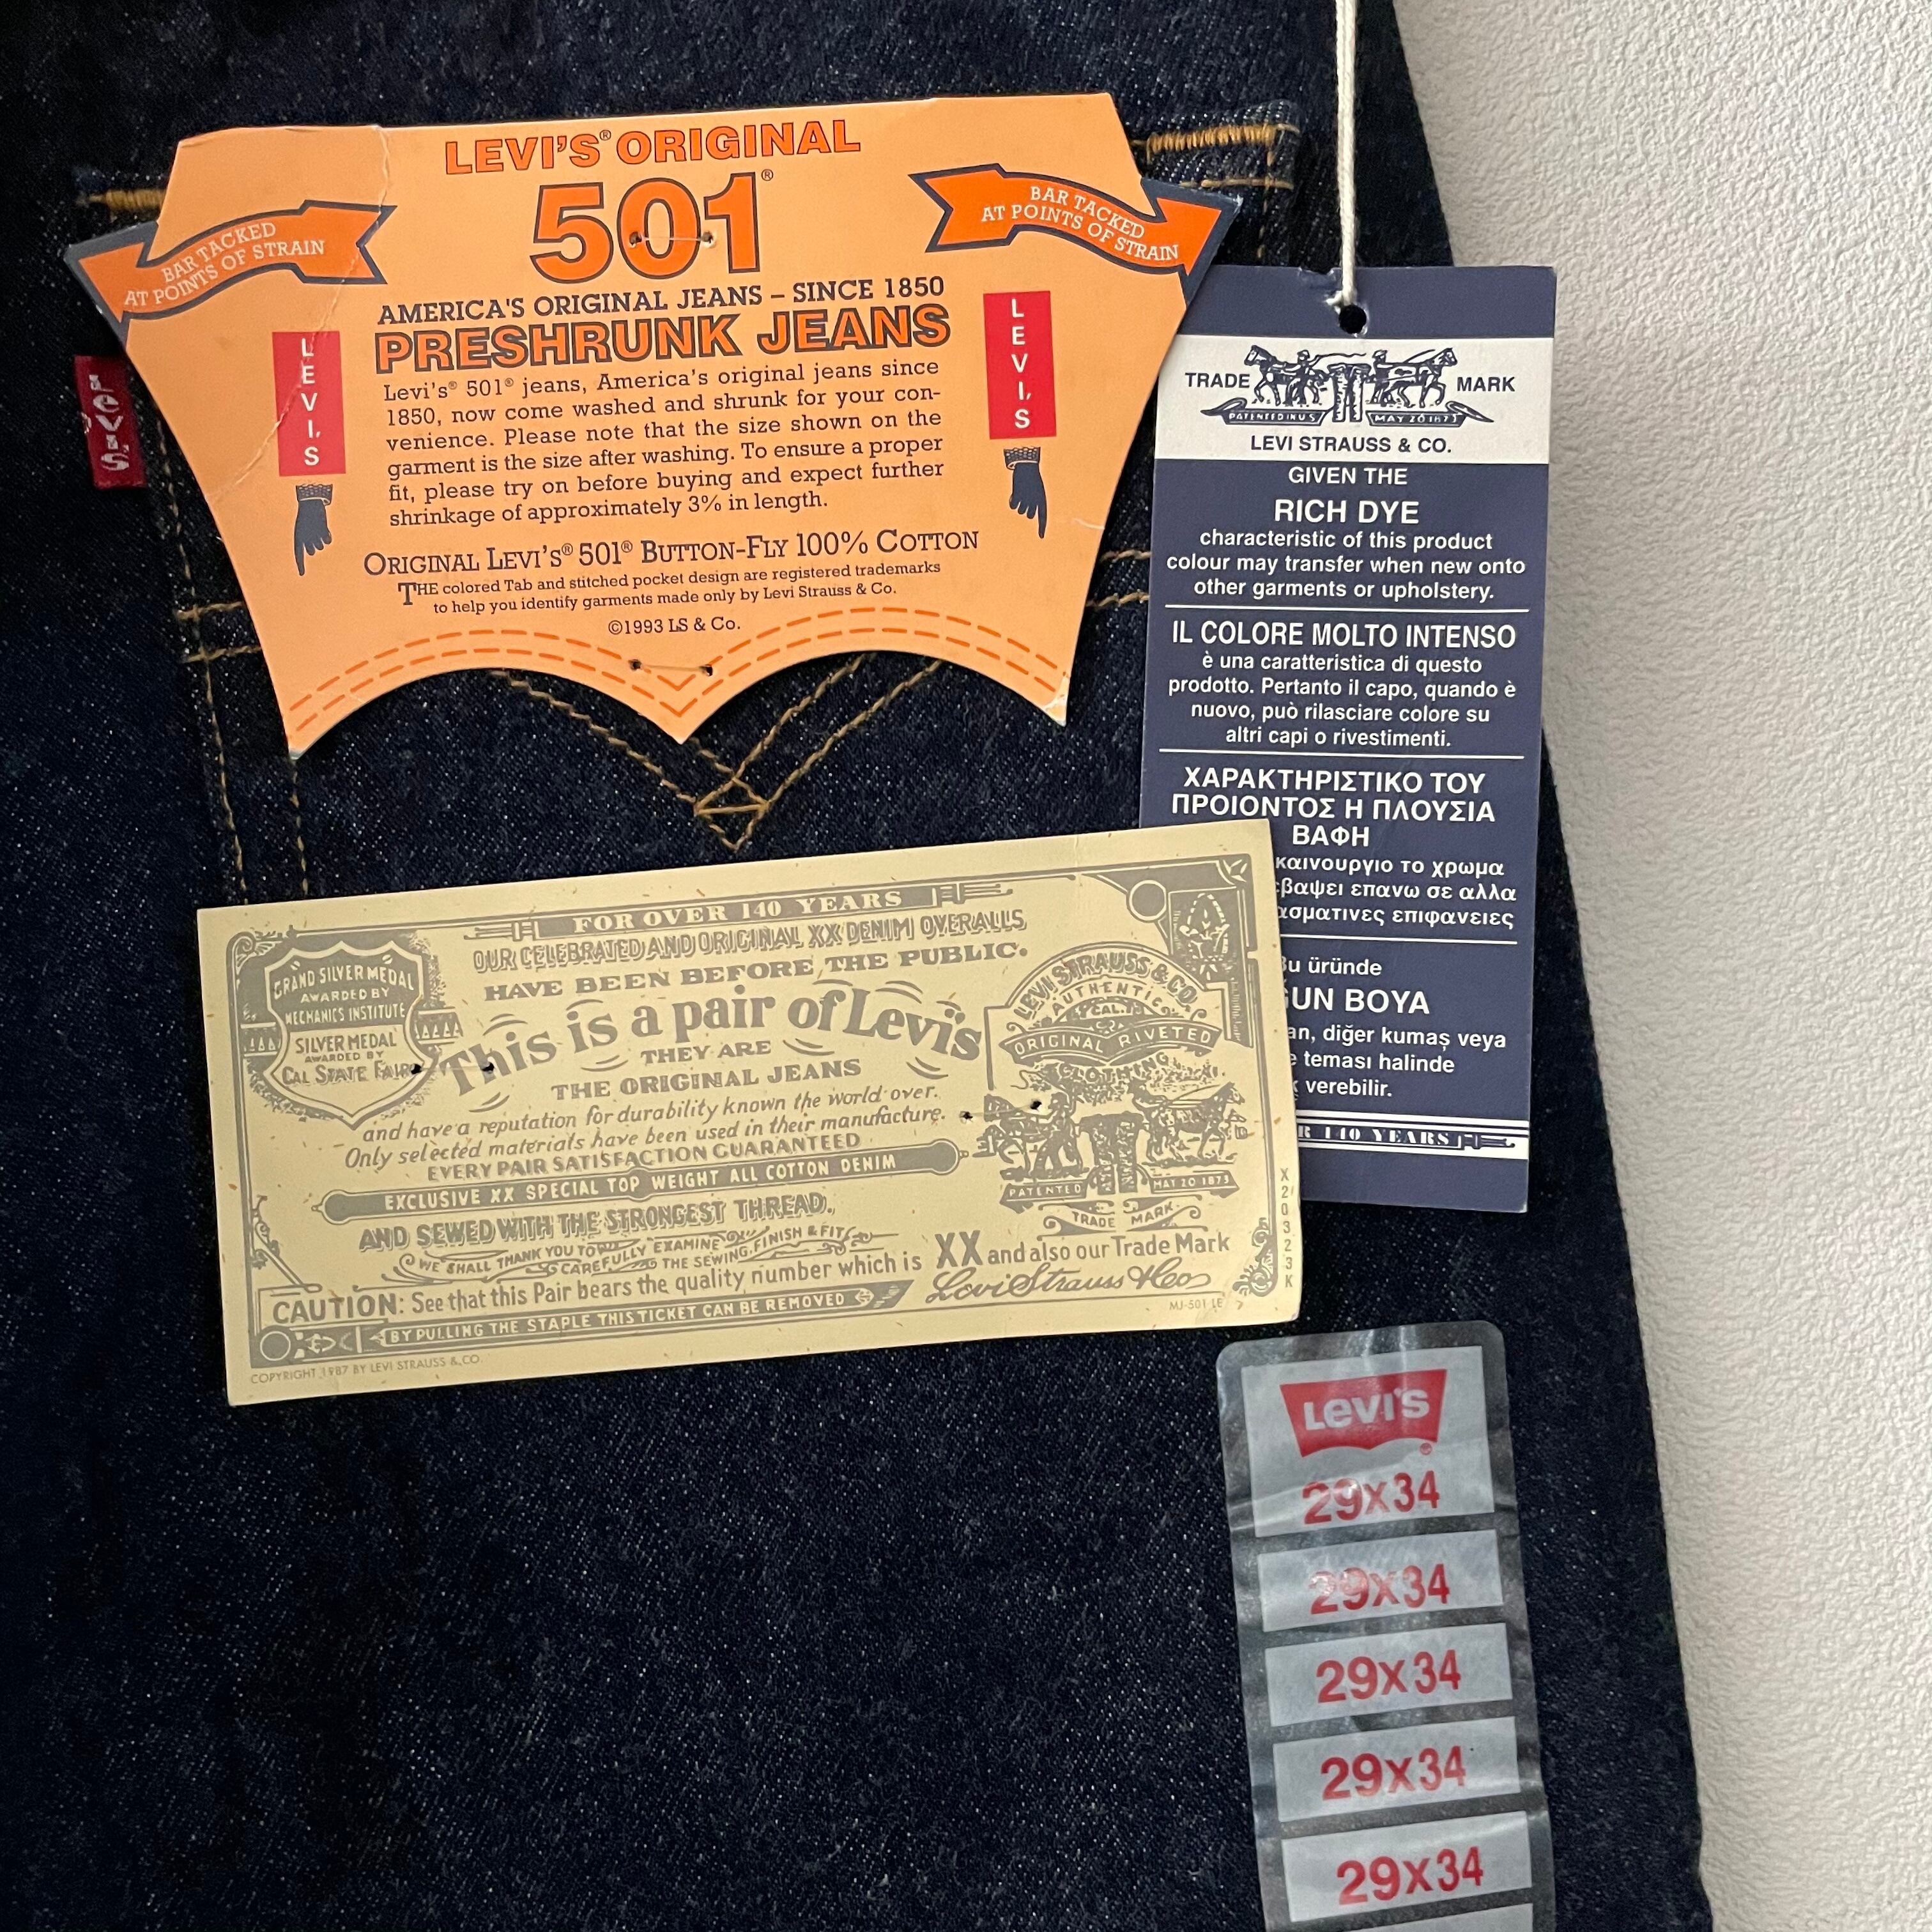 LEVI'S® ORIGINAL
501®
BAR TACKED
AT POINTS OF STRAIN
BAR TACKED
AT POINTS OF STRAIN
AMERICA'S ORIGINAL JEANS – SINCE 1850
PRESHRUNK JEANS
LEVI'S
LEVI'S
Levi's® 501® jeans, America's original jeans since
1850, now come washed and shrunk for your con-
venience. Please note that the size shown on the
garment is the size after washing. To ensure a proper
fit, please try on before buying and expect further
shrinkage of approximately 3% in length.
ORIGINAL LEVI'S® 501® BUTTON-FLY 100% COTTON
THE colored Tab and stitched pocket design are registered trademarks
to help you identify garments made only by Levi Strauss & Co.
©1993 LS & Co.
LEVI'S
TRADE MARK
PATENTED IN U S MAY 20 1873
LEVI STRAUSS & CO.
GIVEN THE
RICH DYE
characteristic of this product
colour may transfer when new onto
other garments or upholstery.
IL COLORE MOLTO INTENSO
è una caratteristica di questo
prodotto. Pertanto il capo, quando è
nuovo, può rilasciare colore su
altri capi o rivestimenti.
ΧΑΡΑΚΤΗΡΙΣΤΙΚΟ ΤΟΥ
ΠΡΟΙΟΝΤΟΣ Η ΠΛΟΥΣΙΑ
ΒΑΦΗ
καινουργιο το χρωμα
επανω σε αλλα
επιφανειες
üründe
BOYA
diğer kumaş veya
teması halinde
verebilir.
140 YEARS
FOR OVER 140 YEARS
OUR CELEBRATED AND ORIGINAL XX DENIM OVERALLS
HAVE BEEN BEFORE THE PUBLIC.
This is a pair of Levi's
THEY ARE
THE ORIGINAL JEANS
and have a reputation for durability known the world over.
Only selected materials have been used in their manufacture.
EVERY PAIR SATISFACTION GUARANTEED
EXCLUSIVE XX SPECIAL TOP WEIGHT ALL COTTON DENIM
AND SEWED WITH THE STRONGEST THREAD.
WE SHALL THANK YOU TO CAREFULLY EXAMINE THE SEWING, FINISH & FIT
CAUTION: See that this Pair bears the quality number which is XX and also our Trade Mark
Levi Strauss & Co
BY PULLING THE STAPLE THIS TICKET CAN BE REMOVED
COPYRIGHT 1987 BY LEVI STRAUSS & CO.
MJ-501 LE 7
GRAND SILVER MEDAL
AWARDED BY
MECHANICS INSTITUTE
SILVER MEDAL
AWARDED BY
CAL STATE FAIR
LEVI STRAUSS & CO.
AUTHENTIC
S.F. CAL.
ORIGINAL RIVETED
CLOTHING
PATENTED MAY 20 1873
TRADE MARK
X20323K
LEVI'S®
29X34
29X34
29X34
29X34
29X34